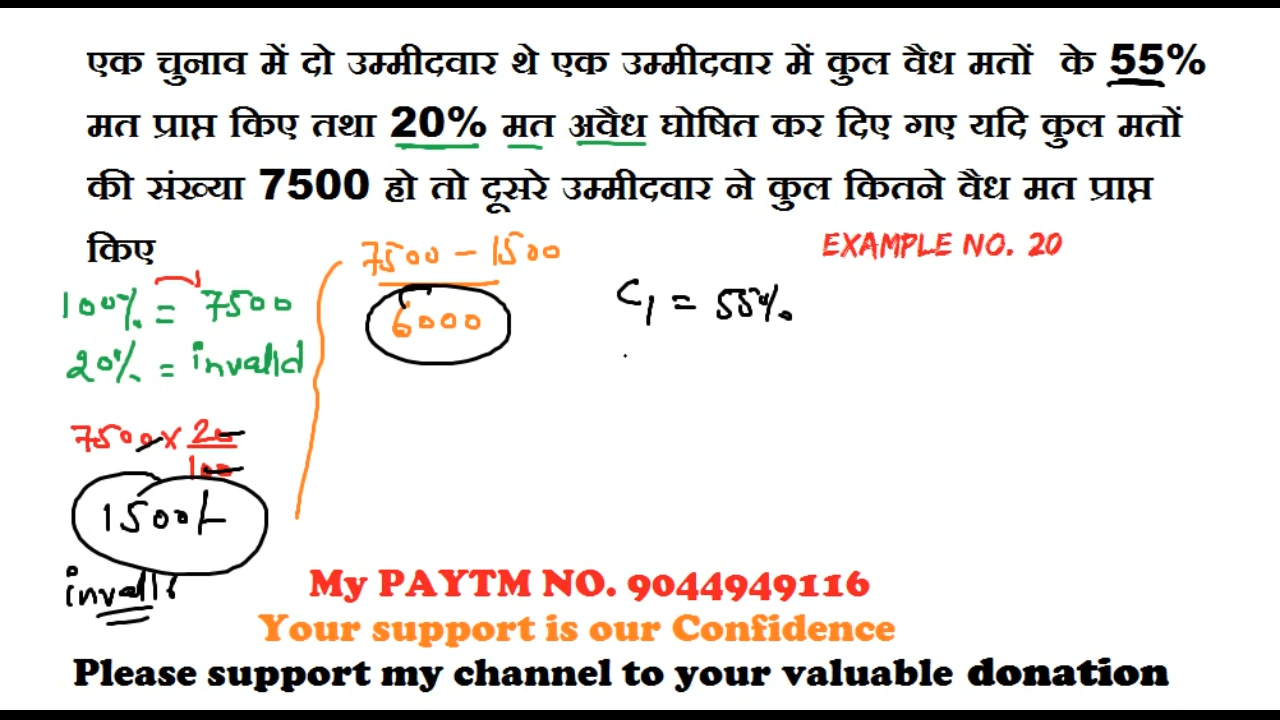 एक चुनाव में दो उम्मीदवार थे एक उम्मीदवार में कुल वैध मतों के 55%
मत प्राप्त किए तथा 20% मत अवैध घोषित कर दिए गए यदि कुल मतों
की संख्या 7500 हो तो दूसरे उम्मीदवार ने कुल कितने वैध मत प्राप्त
किए
EXAMPLE NO. 20
100% = 7500
20% = invalid
7500 × 20/100
1500
7500 - 1500
6000
C1 = 55%
My PAYTM NO. 9044949116
Your support is our Confidence
Please support my channel to your valuable donation